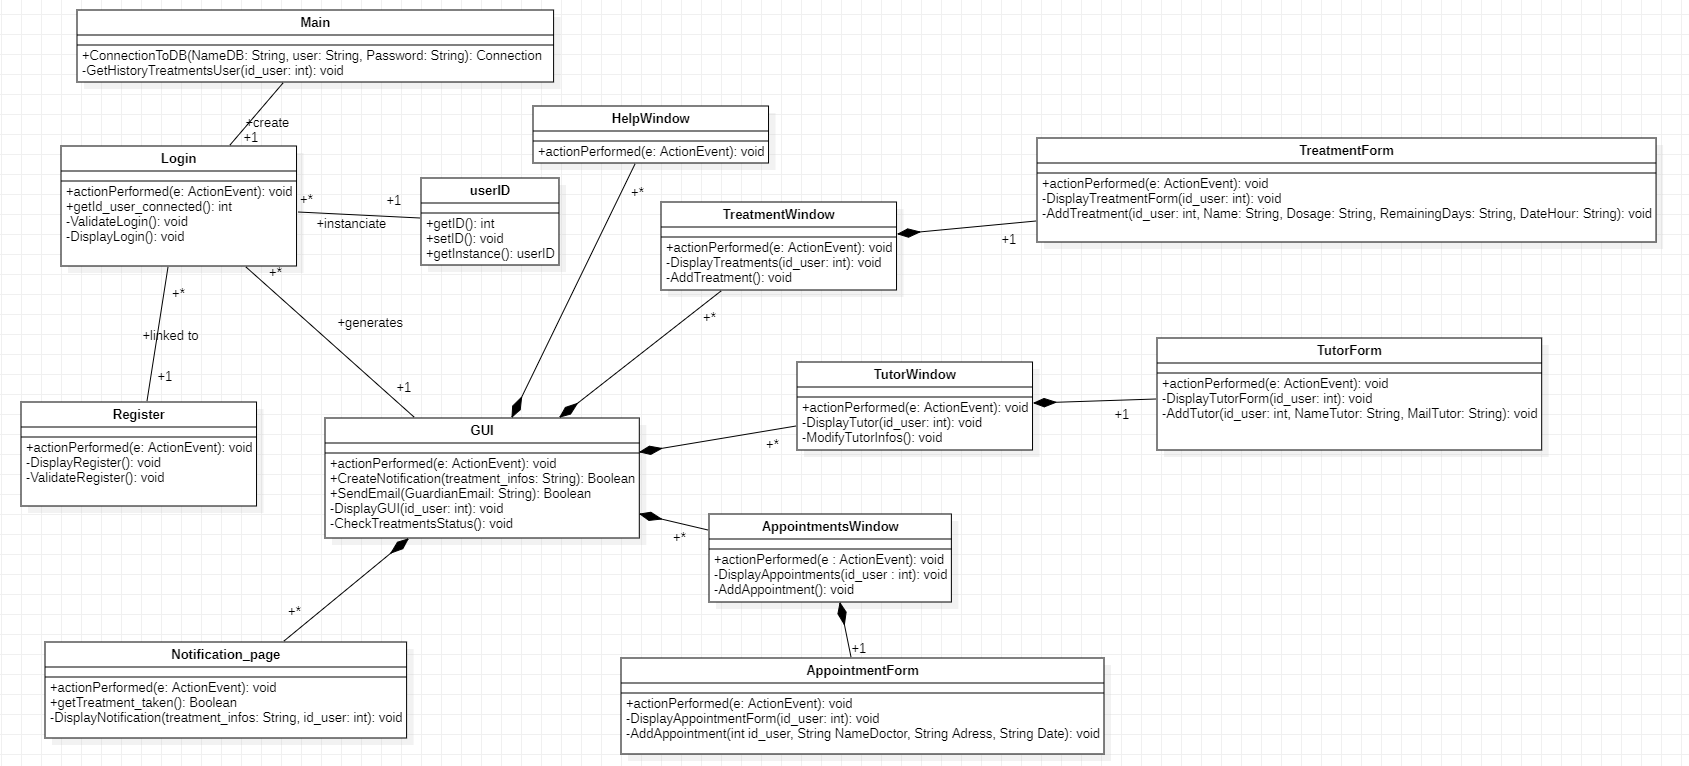 Main
+ConnectionToDB(NameDB: String, user: String, Password: String): Connection
-GetHistoryTreatmentsUser(id_user: int): void
+create
+1
Login
+actionPerformed(e: ActionEvent): void
+getId_user_connected(): int
-ValidateLogin(): void
-DisplayLogin(): void
+*
+1
+instanciate
userID
+getID(): int
+setID(): void
+getInstance(): userID
HelpWindow
+actionPerformed(e: ActionEvent): void
+*
TreatmentWindow
+actionPerformed(e: ActionEvent): void
-DisplayTreatments(id_user: int): void
-AddTreatment(): void
+*
+1
TreatmentForm
+actionPerformed(e: ActionEvent): void
-DisplayTreatmentForm(id_user: int): void
-AddTreatment(id_user: int, Name: String, Dosage: String, RemainingDays: String, DateHour: String): void
+*
+linked to
+1
+*
+generates
+1
Register
+actionPerformed(e: ActionEvent): void
-DisplayRegister(): void
-ValidateRegister(): void
GUI
+actionPerformed(e: ActionEvent): void
+CreateNotification(treatment_infos: String): Boolean
+SendEmail(GuardianEmail: String): Boolean
-DisplayGUI(id_user: int): void
-CheckTreatmentsStatus(): void
TutorWindow
+actionPerformed(e: ActionEvent): void
-DisplayTutor(id_user: int): void
-ModifyTutorInfos(): void
+*
+1
TutorForm
+actionPerformed(e: ActionEvent): void
-DisplayTutorForm(id_user: int): void
-AddTutor(id_user: int, NameTutor: String, MailTutor: String): void
+*
AppointmentsWindow
+actionPerformed(e : ActionEvent): void
-DisplayAppointments(id_user : int): void
-AddAppointment(): void
+*
+1
Notification_page
+actionPerformed(e: ActionEvent): void
+getTreatment_taken(): Boolean
-DisplayNotification(treatment_infos: String, id_user: int): void
AppointmentForm
+actionPerformed(e: ActionEvent): void
-DisplayAppointmentForm(id_user: int): void
-AddAppointment(int id_user, String NameDoctor, String Adress, String Date): void